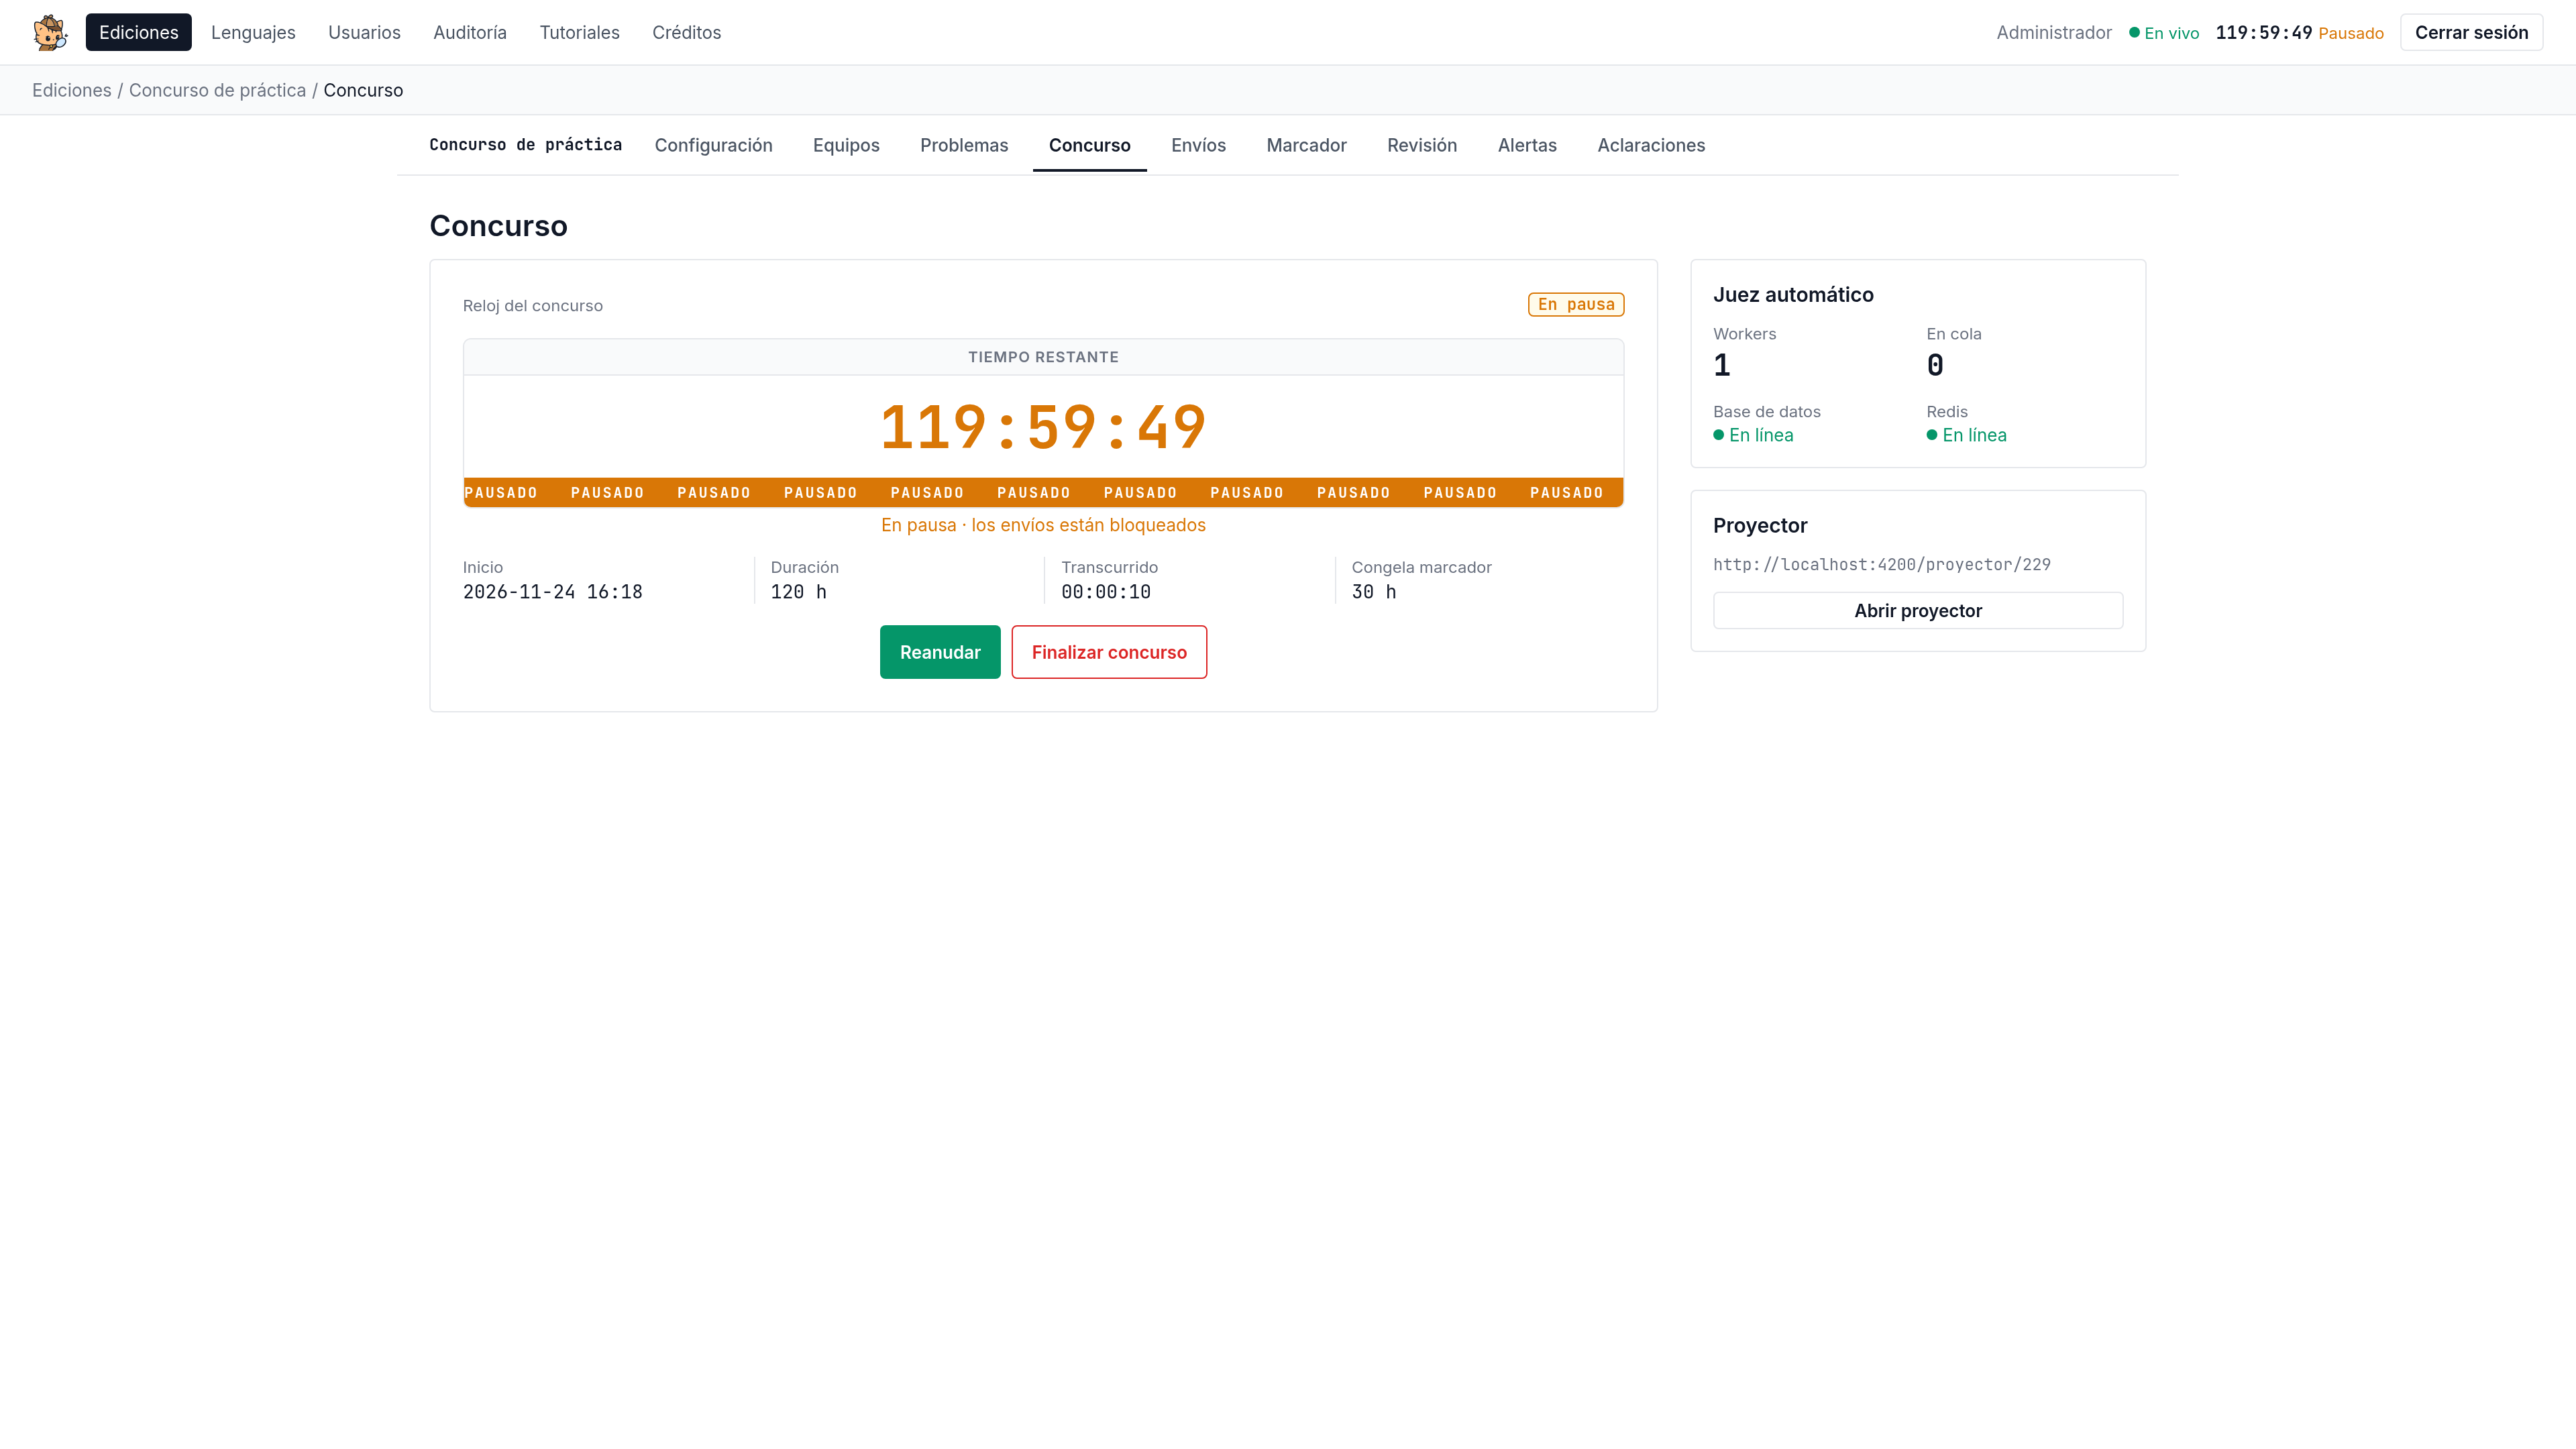 Ediciones Lenguajes Usuarios Auditoría Tutoriales Créditos Administrador En vivo 119:59:49 Pausado Cerrar sesión
Ediciones / Concurso de práctica / Concurso
Concurso de práctica Configuración Equipos Problemas Concurso Envíos Marcador Revisión Alertas Aclaraciones
Concurso
Reloj del concurso En pausa
TIEMPO RESTANTE
119:59:49
PAUSADO PAUSADO PAUSADO PAUSADO PAUSADO PAUSADO PAUSADO PAUSADO PAUSADO PAUSADO PAUSADO
En pausa · los envíos están bloqueados
Inicio Duración Transcurrido Congela marcador
2026-11-24 16:18 120 h 00:00:10 30 h
Reanudar Finalizar concurso
Juez automático
Workers En cola
1 0
Base de datos Redis
En línea En línea
Proyector
http://localhost:4200/proyector/229
Abrir proyector